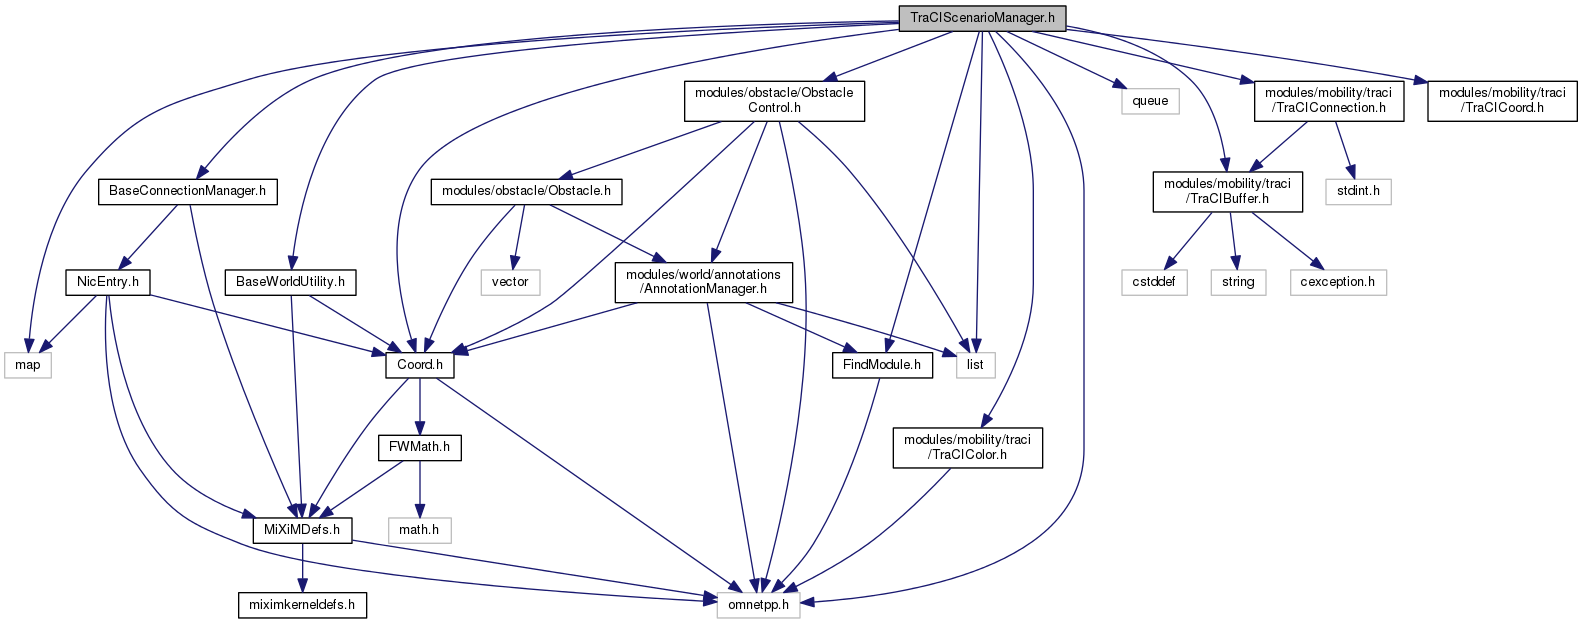 TraCIScenarioManager.h
modules/obstacle/Obstacle
Control.h
queue
modules/mobility/traci
/TraCIConnection.h
modules/mobility/traci
/TraCICoord.h
BaseConnectionManager.h
modules/obstacle/Obstacle.h
modules/mobility/traci
/TraCIBuffer.h
stdint.h
NicEntry.h
BaseWorldUtility.h
vector
modules/world/annotations
/AnnotationManager.h
cstddef
string
cexception.h
map
Coord.h
FindModule.h
list
FWMath.h
modules/mobility/traci
/TraCIColor.h
MiXiMDefs.h
math.h
miximkerneldefs.h
omnetpp.h